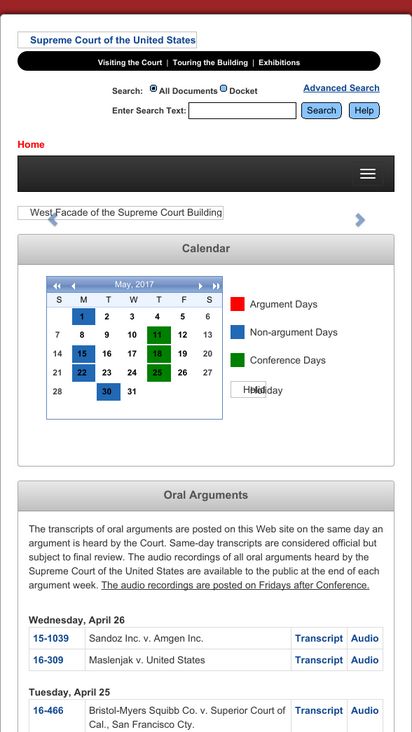 Supreme Court of the United States
Visiting the Court | Touring the Building | Exhibitions
Search: All Documents Docket Advanced Search
Enter Search Text: Search Help
Home
West Facade of the Supreme Court Building
Calendar
May, 2017
S M T W T F S
1 2 3 4 5 6
7 8 9 10 11 12 13
14 15 16 17 18 19 20
21 22 23 24 25 26 27
28 30 31
Argument Days
Non-argument Days
Conference Days
Holiday
Oral Arguments
The transcripts of oral arguments are posted on this Web site on the same day an
argument is heard by the Court. Same-day transcripts are considered official but
subject to final review. The audio recordings of all oral arguments heard by the
Supreme Court of the United States are available to the public at the end of each
argument week. The audio recordings are posted on Fridays after Conference.
Wednesday, April 26
15-1039 Sandoz Inc. v. Amgen Inc. Transcript Audio
16-309 Maslenjak v. United States Transcript Audio
Tuesday, April 25
16-466 Bristol-Myers Squibb Co. v. Superior Court of Transcript Audio
Cal., San Francisco Cty.